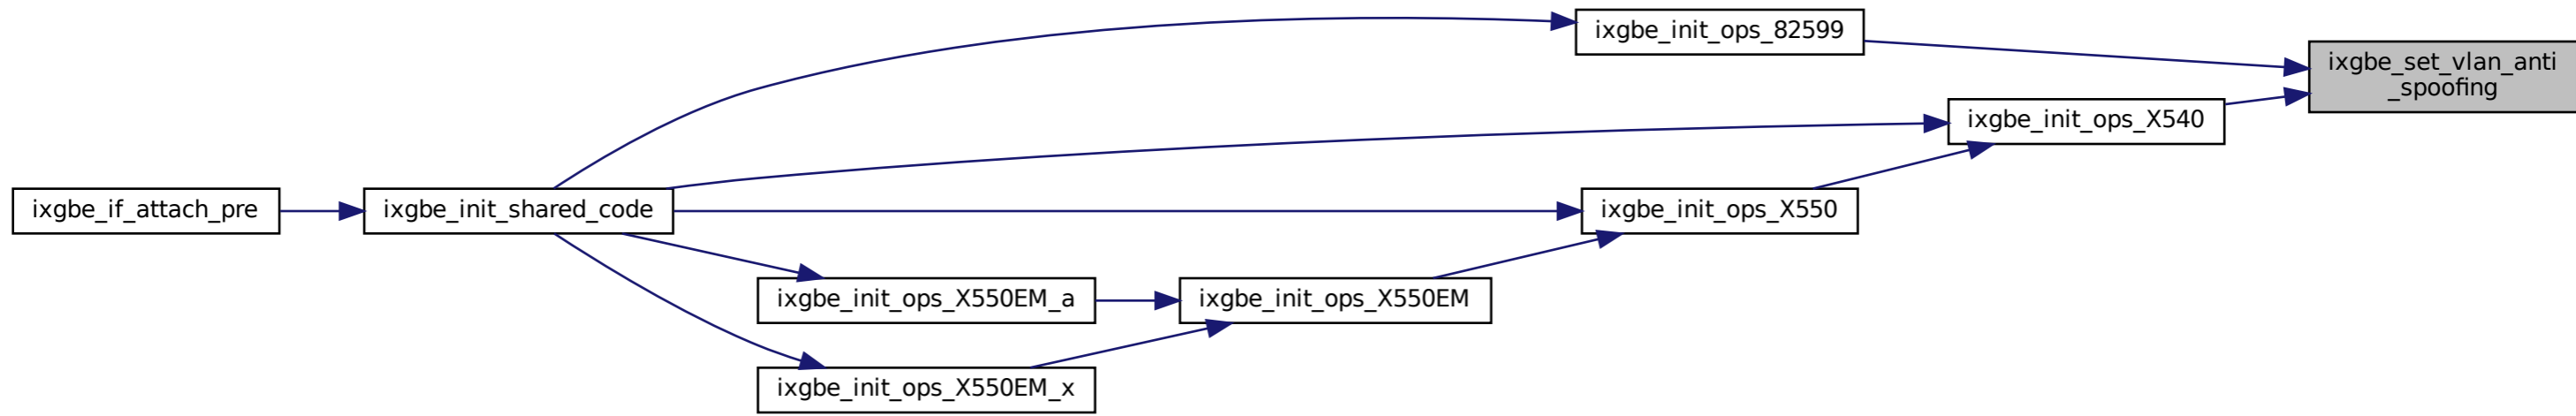 ixgbe_init_ops_82599
ixgbe_set_vlan_anti
_spoofing
ixgbe_init_ops_X540
ixgbe_if_attach_pre
ixgbe_init_shared_code
ixgbe_init_ops_X550
ixgbe_init_ops_X550EM_a
ixgbe_init_ops_X550EM
ixgbe_init_ops_X550EM_x